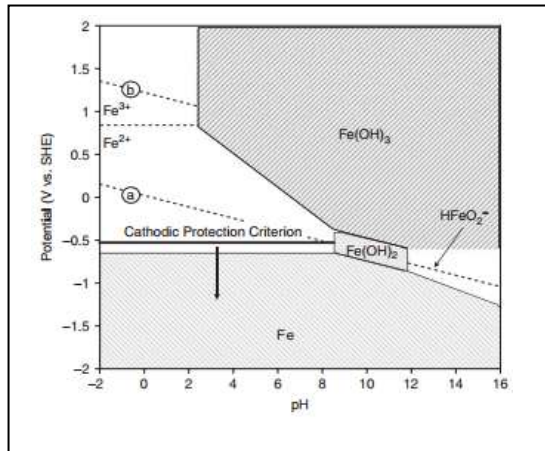 2
1.5
1
0.5
0
−0.5
−1
−1.5
−2
Potential (V vs. SHE)
b
Fe3+
Fe2+
a
Fe(OH)3
HFeO2−
Cathodic Protection Criterion
Fe(OH)2
Fe
−2 0 2 4 6 8 10 12 14 16
pH